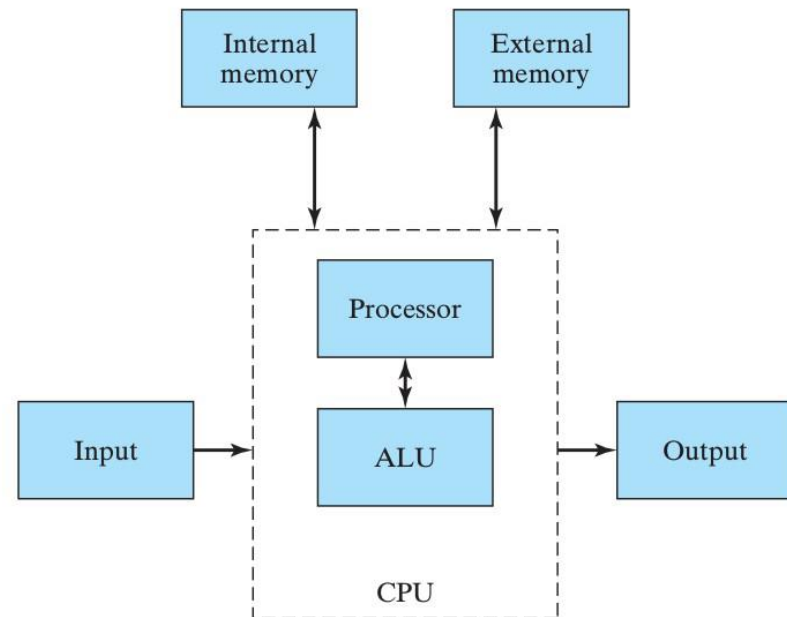 Internal
memory
External
memory
Processor
Input
ALU
Output
CPU